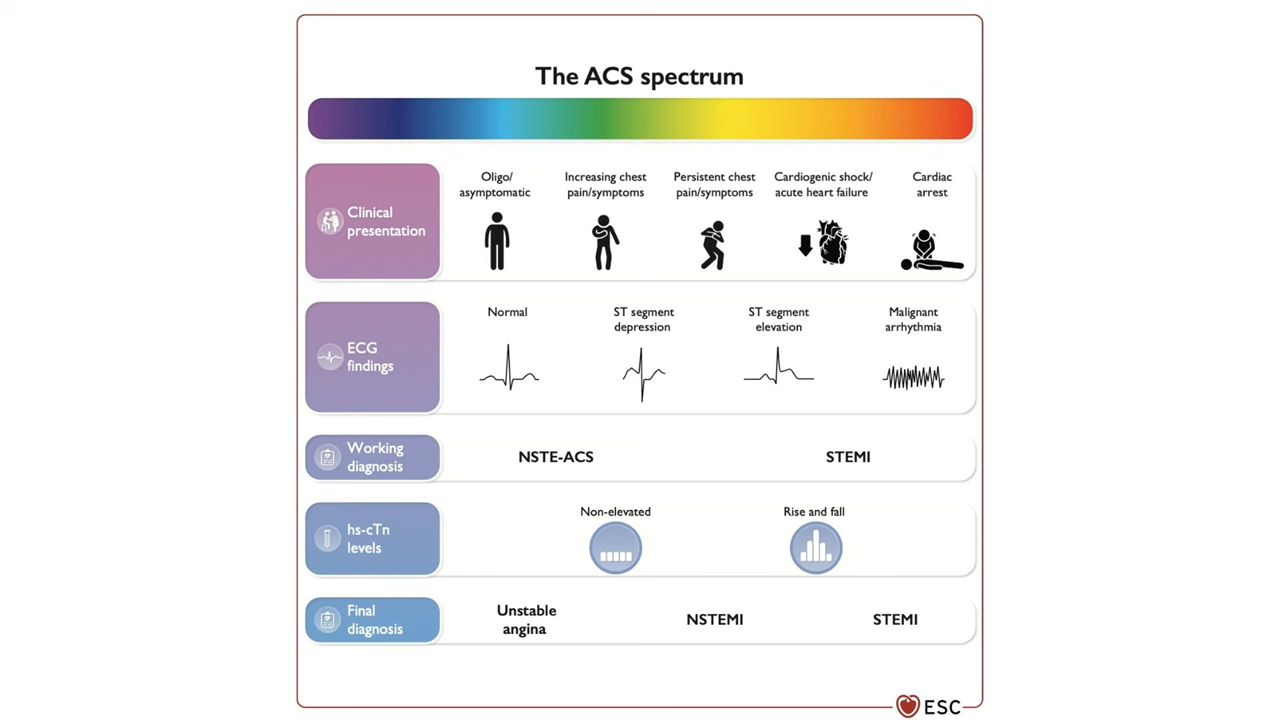 The ACS spectrum
Clinical
presentation
Oligo/
asymptomatic
Increasing chest
pain/symptoms
Persistent chest
pain/symptoms
Cardiogenic shock/
acute heart failure
Cardiac
arrest
ECG
findings
Normal
ST segment
depression
ST segment
elevation
Malignant
arrhythmia
Working
diagnosis
NSTE-ACS
STEMI
hs-cTn
levels
Non-elevated
Rise and fall
Final
diagnosis
Unstable
angina
NSTEMI
STEMI
ESC